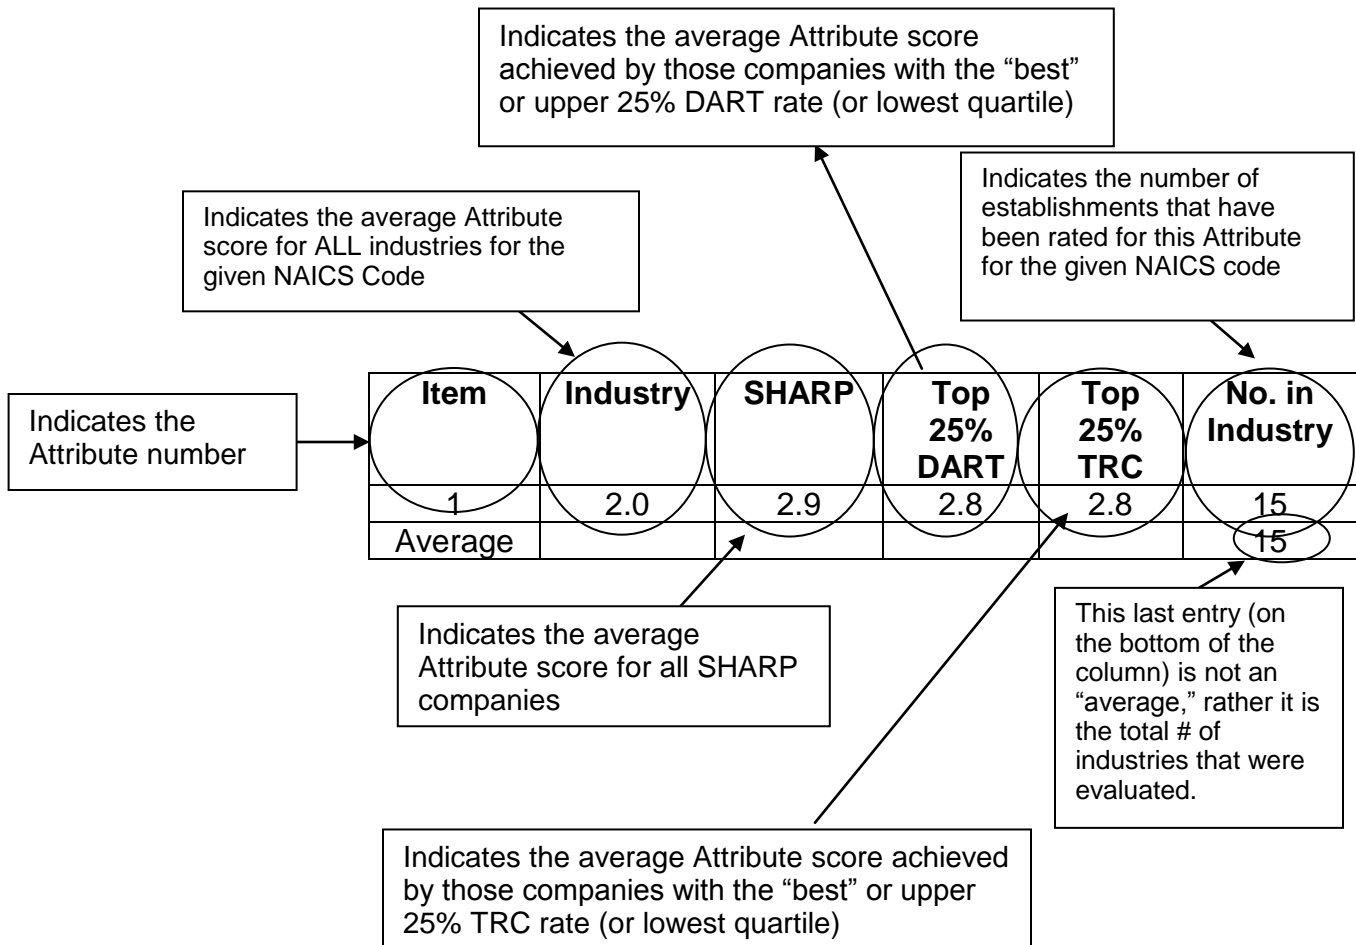 Indicates the average Attribute score
achieved by those companies with the “best”
or upper 25% DART rate (or lowest quartile)
Indicates the number of
establishments that have
been rated for this Attribute
for the given NAICS code
Indicates the average Attribute
score for ALL industries for the
given NAICS Code
Indicates the
Attribute number
Item Industry SHARP Top 25% DART Top 25% TRC No. in Industry
1 2.0 2.9 2.8 2.8 15
Average 15
Indicates the average
Attribute score for all SHARP
companies
This last entry (on
the bottom of the
column) is not an
“average,” rather it is
the total # of
industries that were
evaluated.
Indicates the average Attribute score achieved
by those companies with the “best” or upper
25% TRC rate (or lowest quartile)